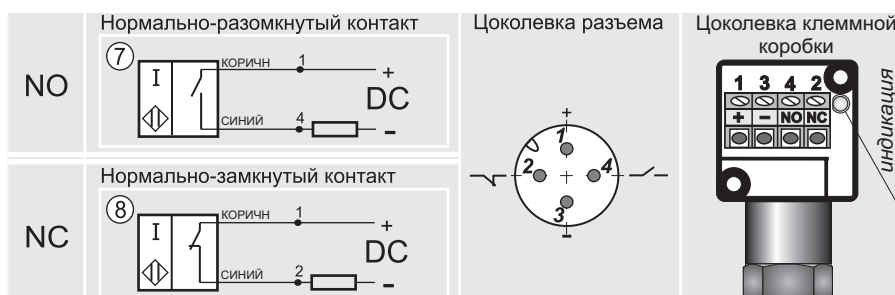 Нормально-разомкнутый контакт
NO
7
I
КОРИЧН 1
+
DC
СИНИЙ 4
-
Нормально-замкнутый контакт
NC
8
I
КОРИЧН 1
+
DC
СИНИЙ 2
-
Цоколевка разъема
+
1
2
4
3
-
Цоколевка клеммной
коробки
1 3 4 2
+ - NO NC
индикация